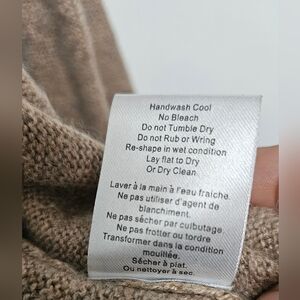 Handwash Cool
No Bleach
Do not Tumble Dry
Do not Rub or Wring
Re-shape in wet condition
Lay flat to Dry
Or Dry Clean
Laver à la main à l'eau fraîche.
Ne pas utiliser d'agent de
blanchiment.
Ne pas sécher par culbutage.
Ne pas frotter ou tordre
Transformer dans la condition
mouillée.
Sécher à plat.
Ou nettoyer à sec.